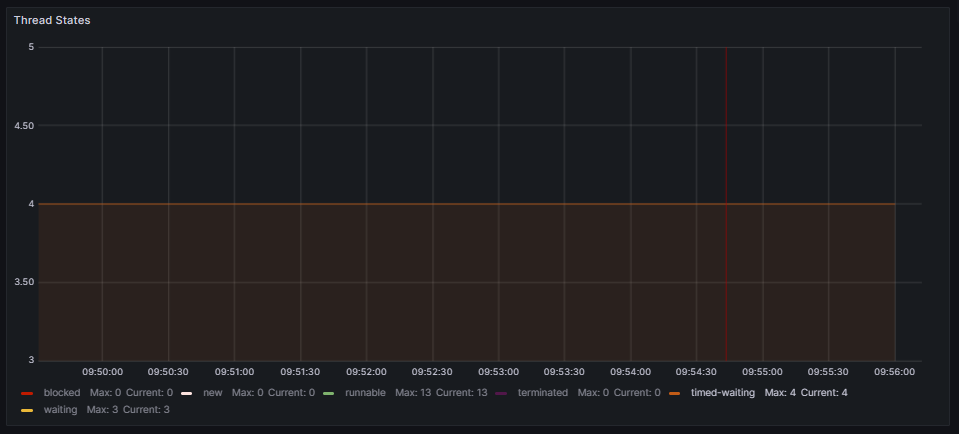 Thread States
5
4.50
4
3.50
3
09:50:00 09:50:30 09:51:00 09:51:30 09:52:00 09:52:30 09:53:00 09:53:30 09:54:00 09:54:30 09:55:00 09:55:30 09:56:00
blocked Max: 0 Current: 0 new Max: 0 Current: 0 runnable Max: 13 Current: 13 terminated Max: 0 Current: 0 timed-waiting Max: 4 Current: 4
waiting Max: 3 Current: 3